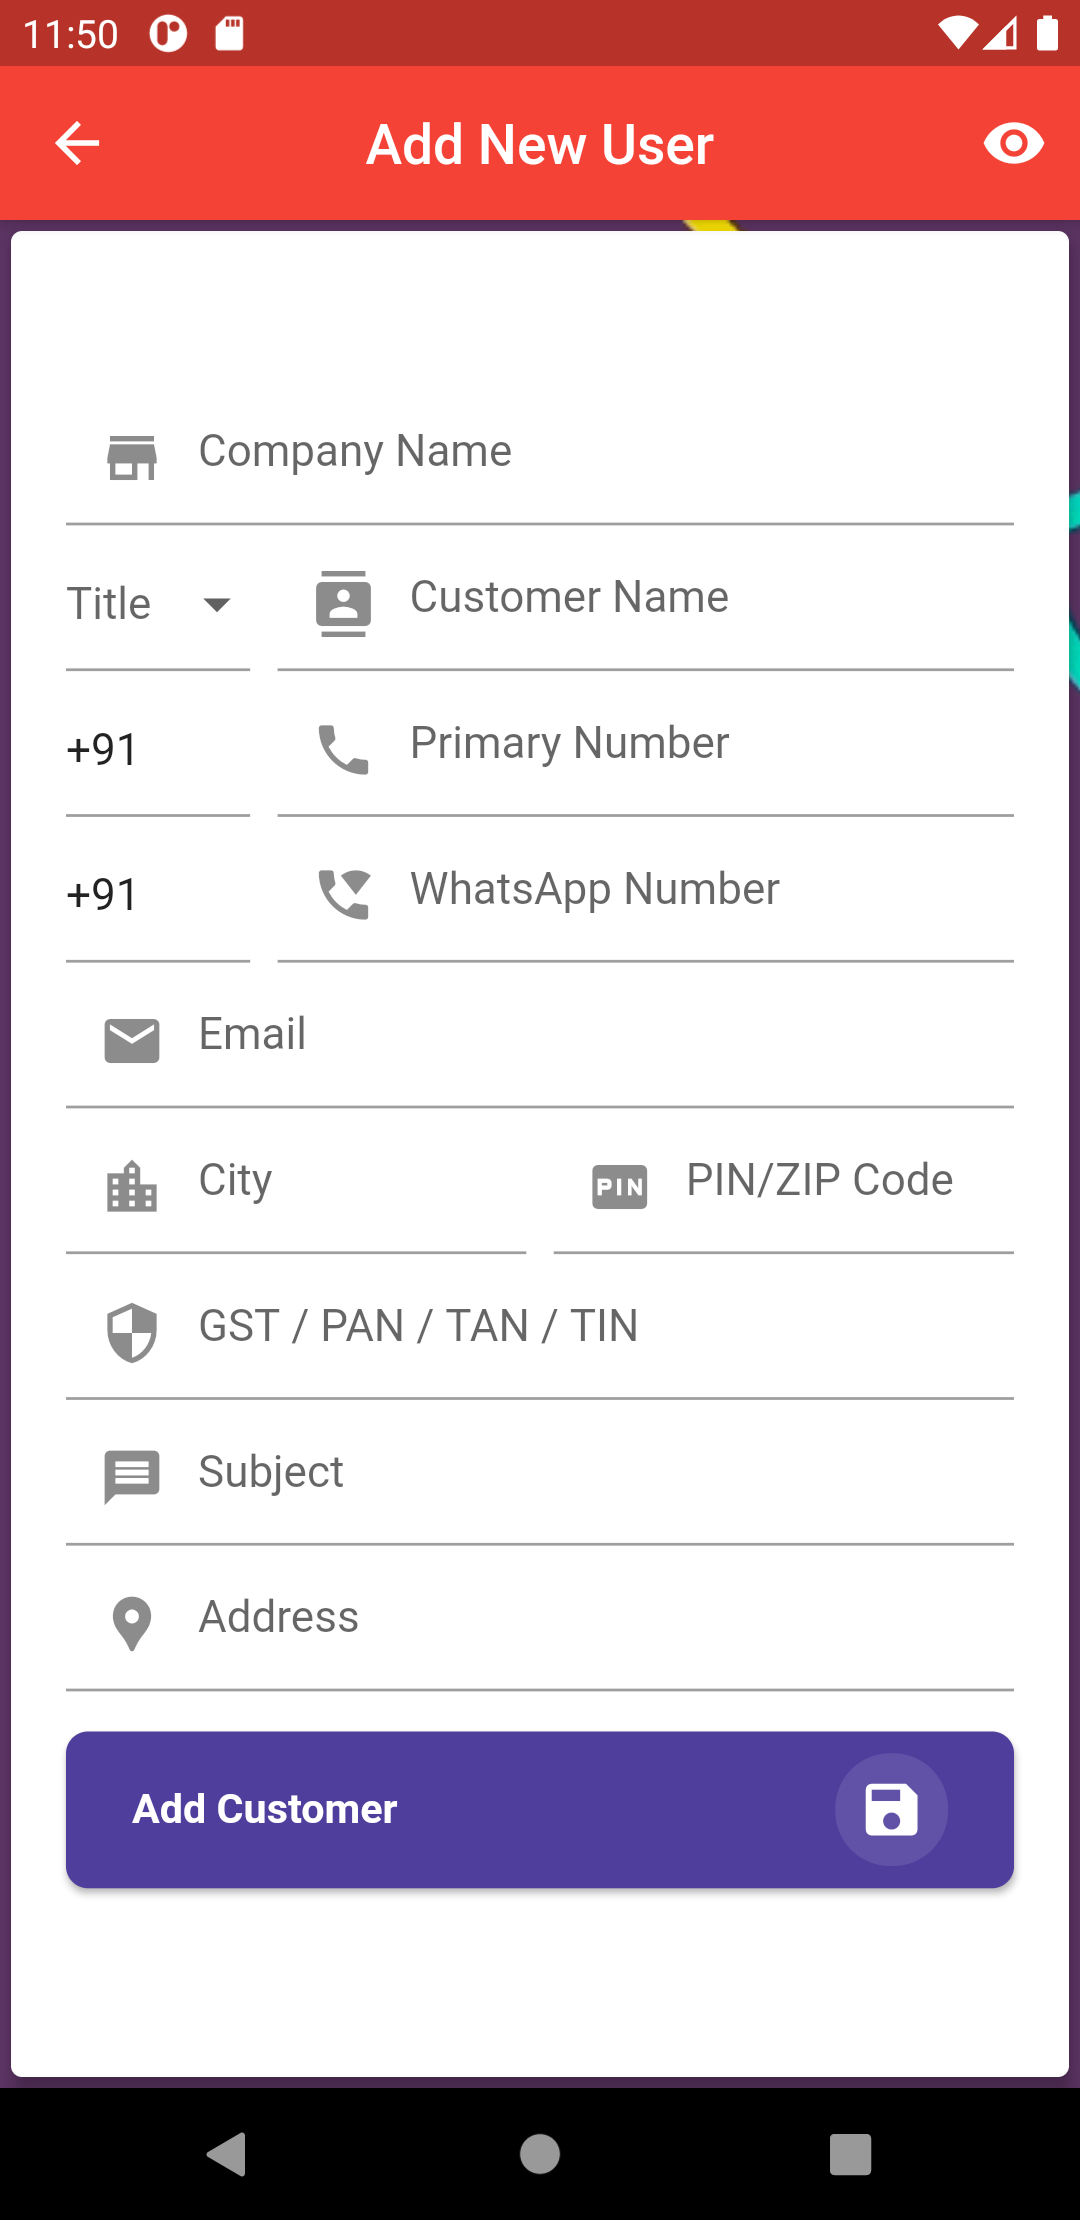 11:50
Add New User
Company Name
Title
Customer Name
+91
Primary Number
+91
WhatsApp Number
Email
City
PIN
PIN/ZIP Code
GST / PAN / TAN / TIN
Subject
Address
Add Customer